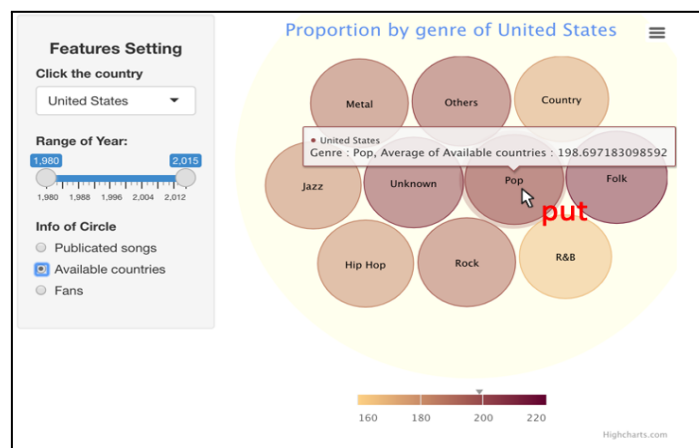 Features Setting
Click the country
United States
Range of Year:
1,980 2,015
1,980 1,988 1,996 2,004 2,012
Info of Circle
Publicated songs
Available countries
Fans
Proportion by genre of United States
Metal Others Country
United States
Genre : Pop, Average of Available countries : 198.697183098592
Jazz Unknown Pop Folk
put
Hip Hop Rock R&B
160 180 200 220
Highcharts.com